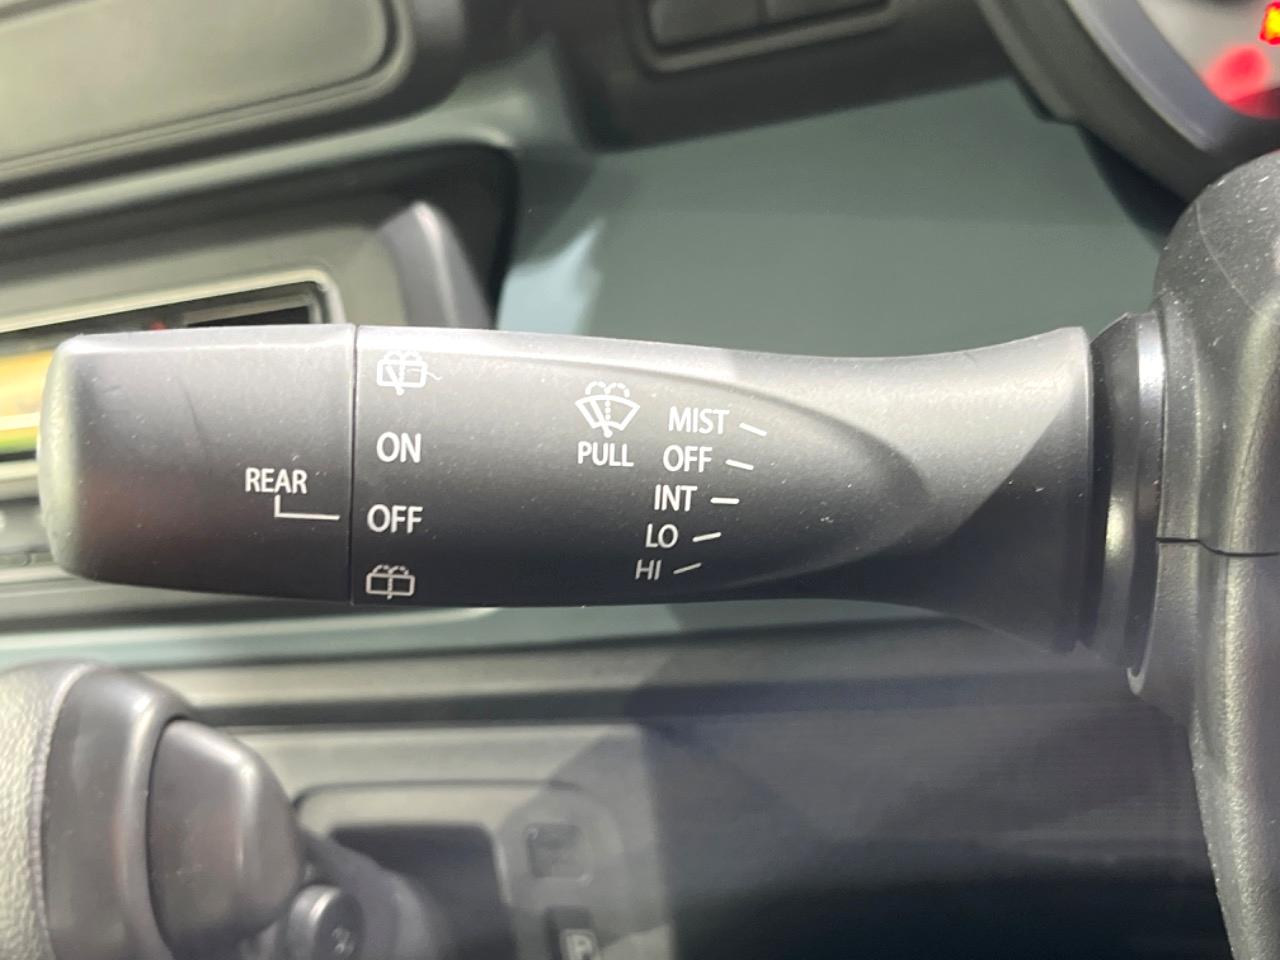 ON
REAR
OFF
PULL
MIST
OFF
INT
LO
HI
P